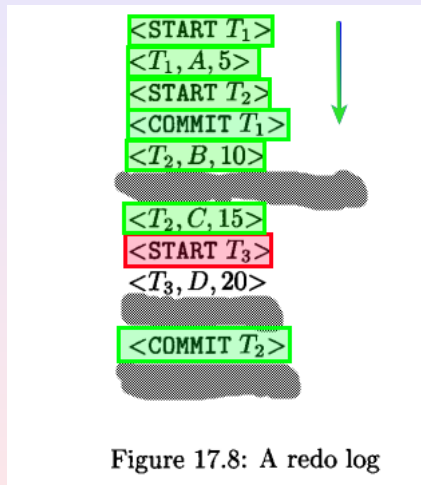 <START T₁>
<T₁, A, 5>
<START T₂>
<COMMIT T₁>
<T₂, B, 10>
<T₂, C, 15>
<START T₃>
<T₃, D, 20>
<COMMIT T₂>
Figure 17.8: A redo log